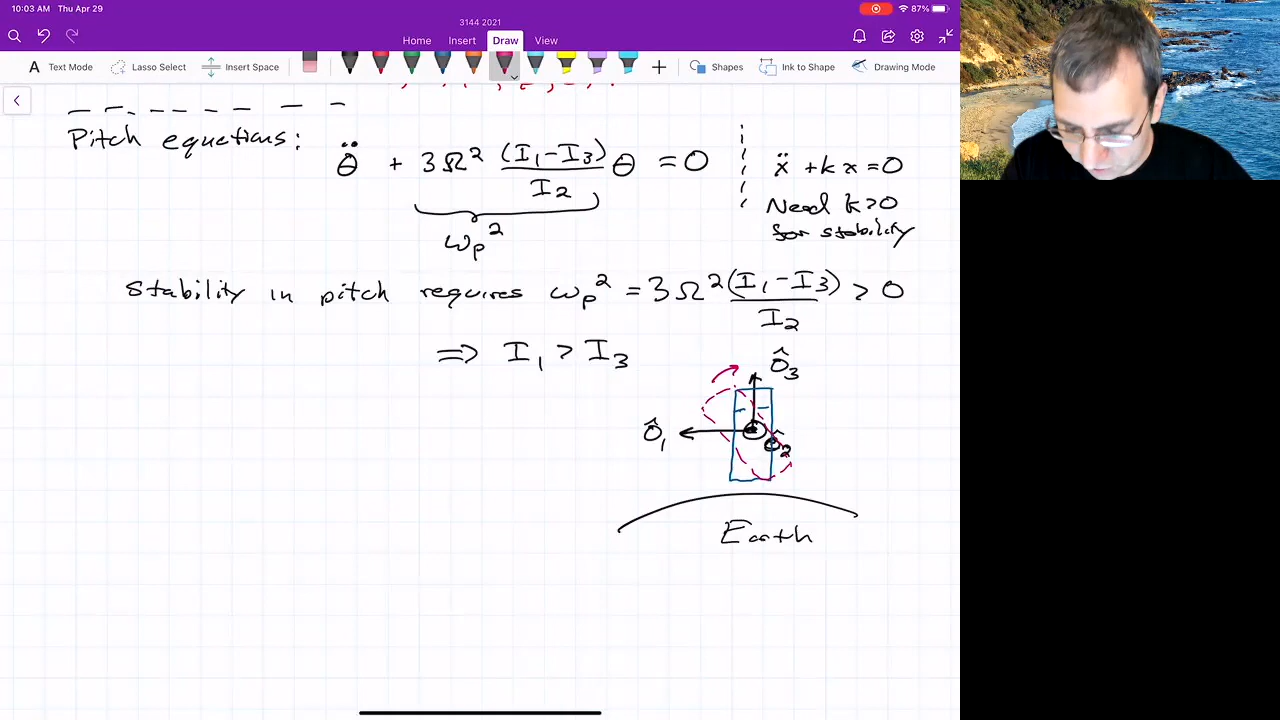 10:03 AM Thu Apr 29
87%
3144 2021
Home Insert Draw View
Text Mode Lasso Select Insert Space Shapes Ink to Shape Drawing Mode
Pitch equations:
θ̈ + 3Ω² (I₁-I₃)/I₂ θ = 0
ωₚ²
ẍ + kx = 0
Need k>0
for stability
Stability in pitch requires ωₚ² = 3Ω² (I₁-I₃)/I₂ > 0
⇒ I₁ > I₃
ô₃
ô₁
ô₂
Earth